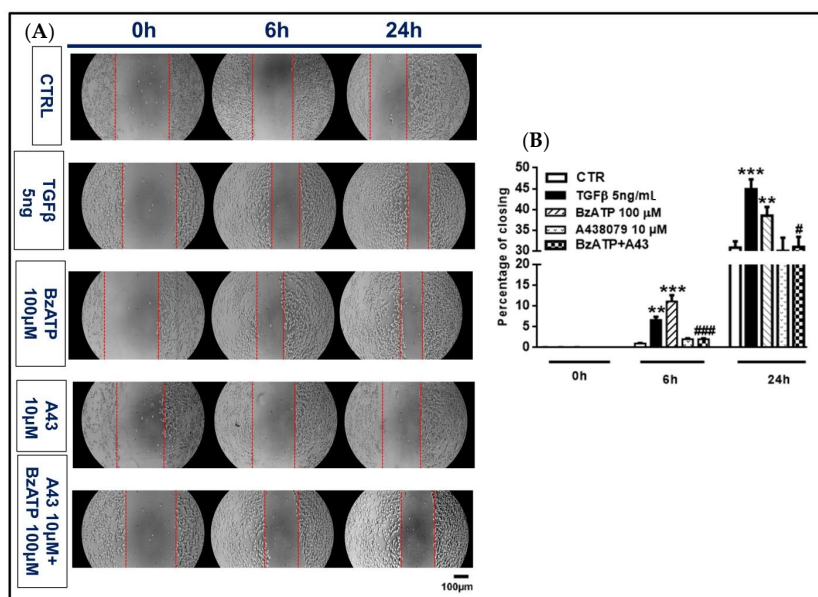 (A)
0h 6h 24h
CTRL
TGFβ
5ng
BzATP
100µM
A43
10µM
A43 10µM+
BzATP 100µM
100µm
(B)
Percentage of closing
50
45
40
35
30
20
15
10
5
0
CTR
TGFβ 5ng/mL
BzATP 100 µM
A438079 10 µM
BzATP+A43
** *** ###
*** ** #
0h 6h 24h